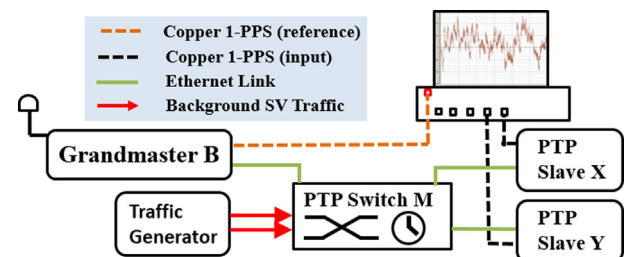 Copper 1-PPS (reference)
Copper 1-PPS (input)
Ethernet Link
Background SV Traffic
Grandmaster B
PTP
Slave X
PTP Switch M
Traffic
Generator
PTP
Slave Y